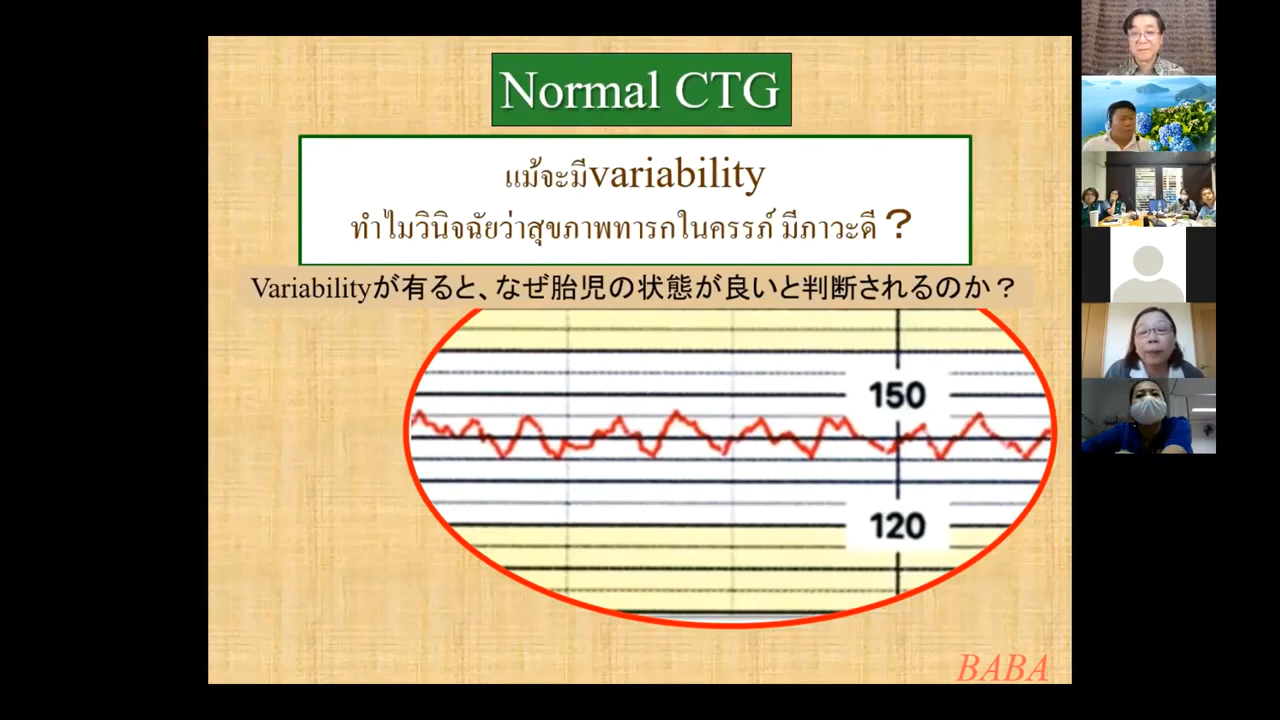 Normal CTG
แม้จะมีvariability
ทำไมวินิจฉัยว่าสุขภาพทารกในครรภ์ มีภาวะดี ?
Variabilityが有ると、なぜ胎児の状態が良いと判断されるのか？
150
120
BABA